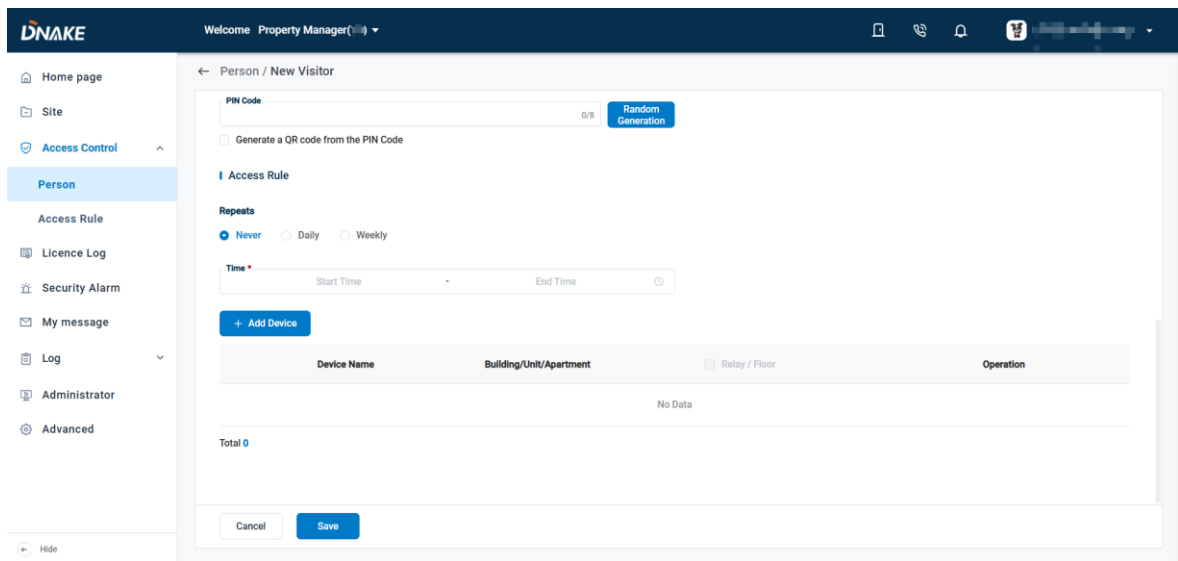 DNAKE
Welcome Property Manager(
Home page
Site
Access Control
Person
Access Rule
Licence Log
Security Alarm
My message
Log
Administrator
Advanced
Hide
Person / New Visitor
PIN Code
0/8
Random
Generation
Generate a QR code from the PIN Code
Access Rule
Repeats
Never Daily Weekly
Time *
Start Time - End Time
+ Add Device
Device Name Building/Unit/Apartment Relay / Floor Operation
No Data
Total 0
Cancel Save